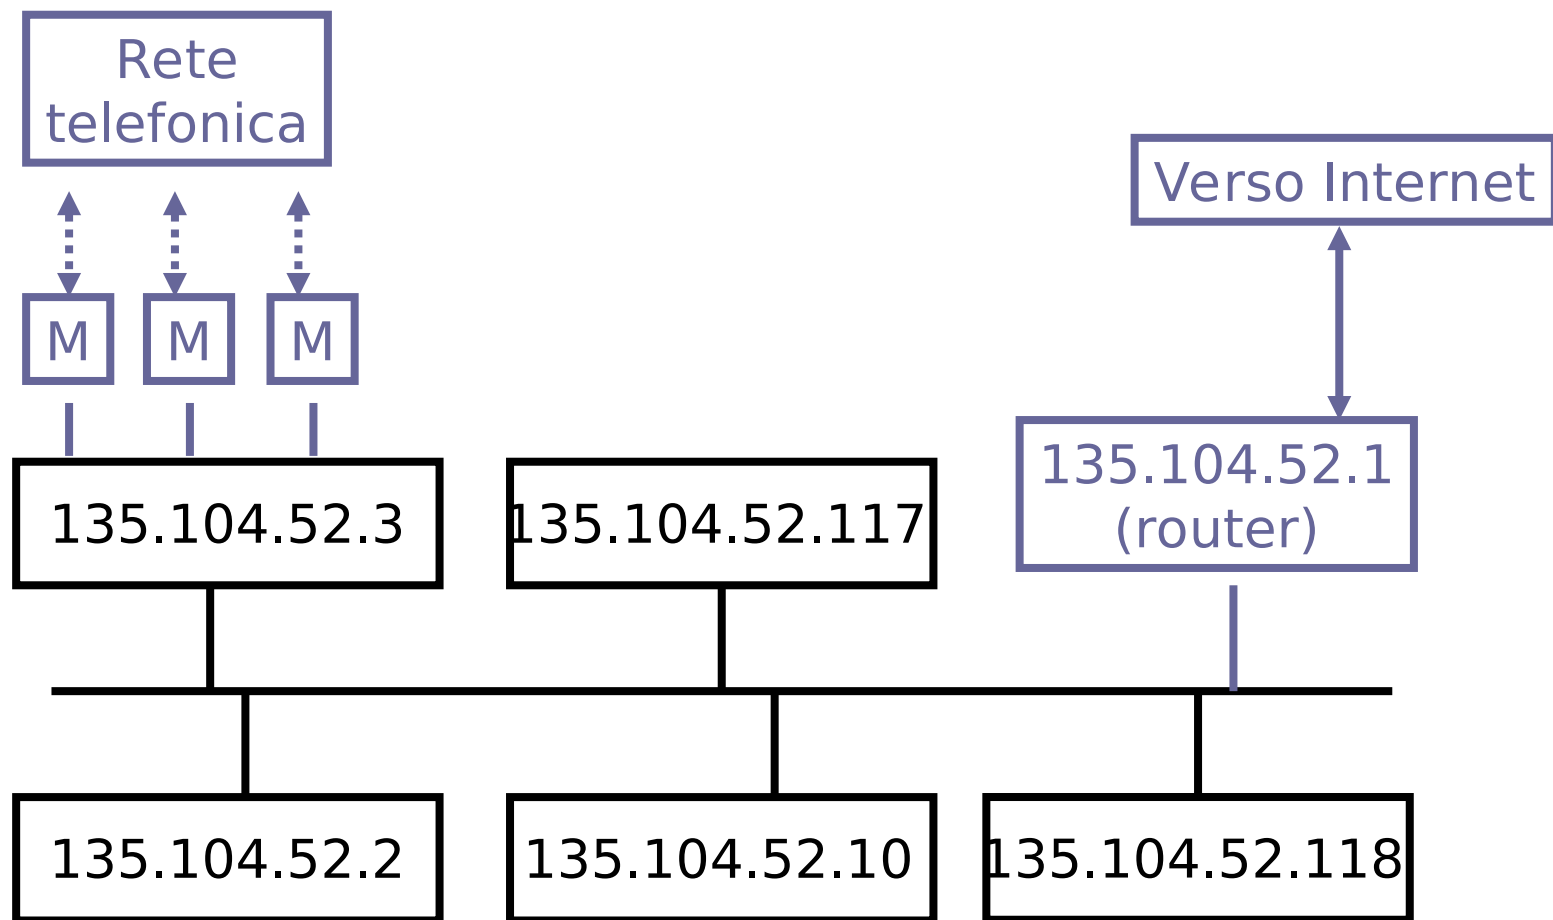 Rete
telefonica
Verso Internet
M
M
M
135.104.52.3
135.104.52.117
135.104.52.1
(router)
135.104.52.2
135.104.52.10
135.104.52.118